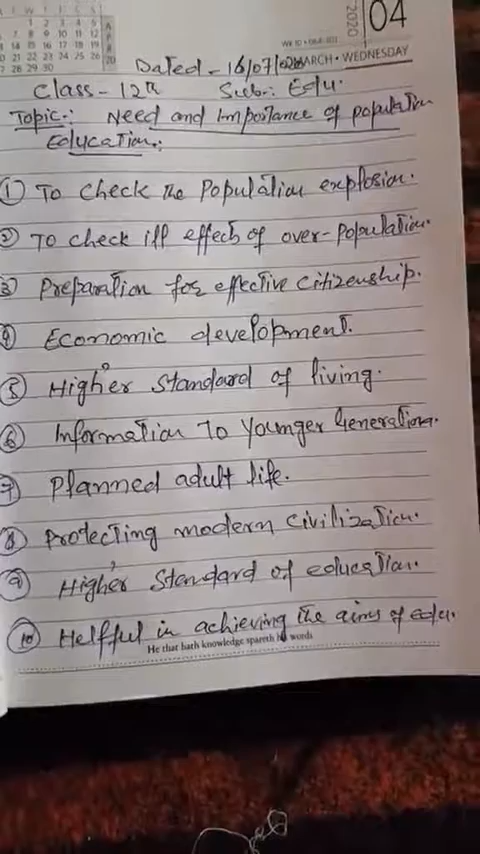 2020
04
MARCH • WEDNESDAY
Dated - 16/07/2020
Class - 12th Sub:. Edu.
Topic:. Need and Importance of population
Education:.
① To check the Population explosion.
② To check ill effects of over-population.
③ Preparation for effective citizenship.
④ Economic development.
⑤ Higher Standard of living.
⑥ Information To younger Generation.
⑦ Planned adult life.
⑧ Protecting modern civilization.
⑨ Higher Standard of education.
⑩ Helpful in achieving the aims of edu.
He that hath knowledge spareth his words